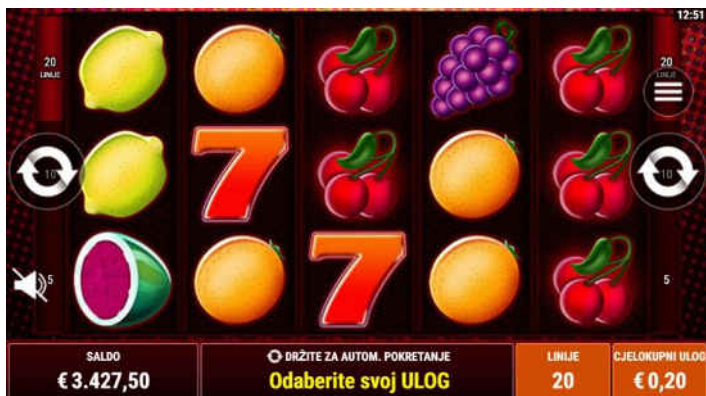 12:51
20
LINIJE
20
LINIJE
10
10
5
5
SALDO
€ 3.427,50
DRŽITE ZA AUTOM. POKRETANJE
Odaberite svoj ULOG
LINIJE
20
CJELOKUPNI ULOG
€ 0,20